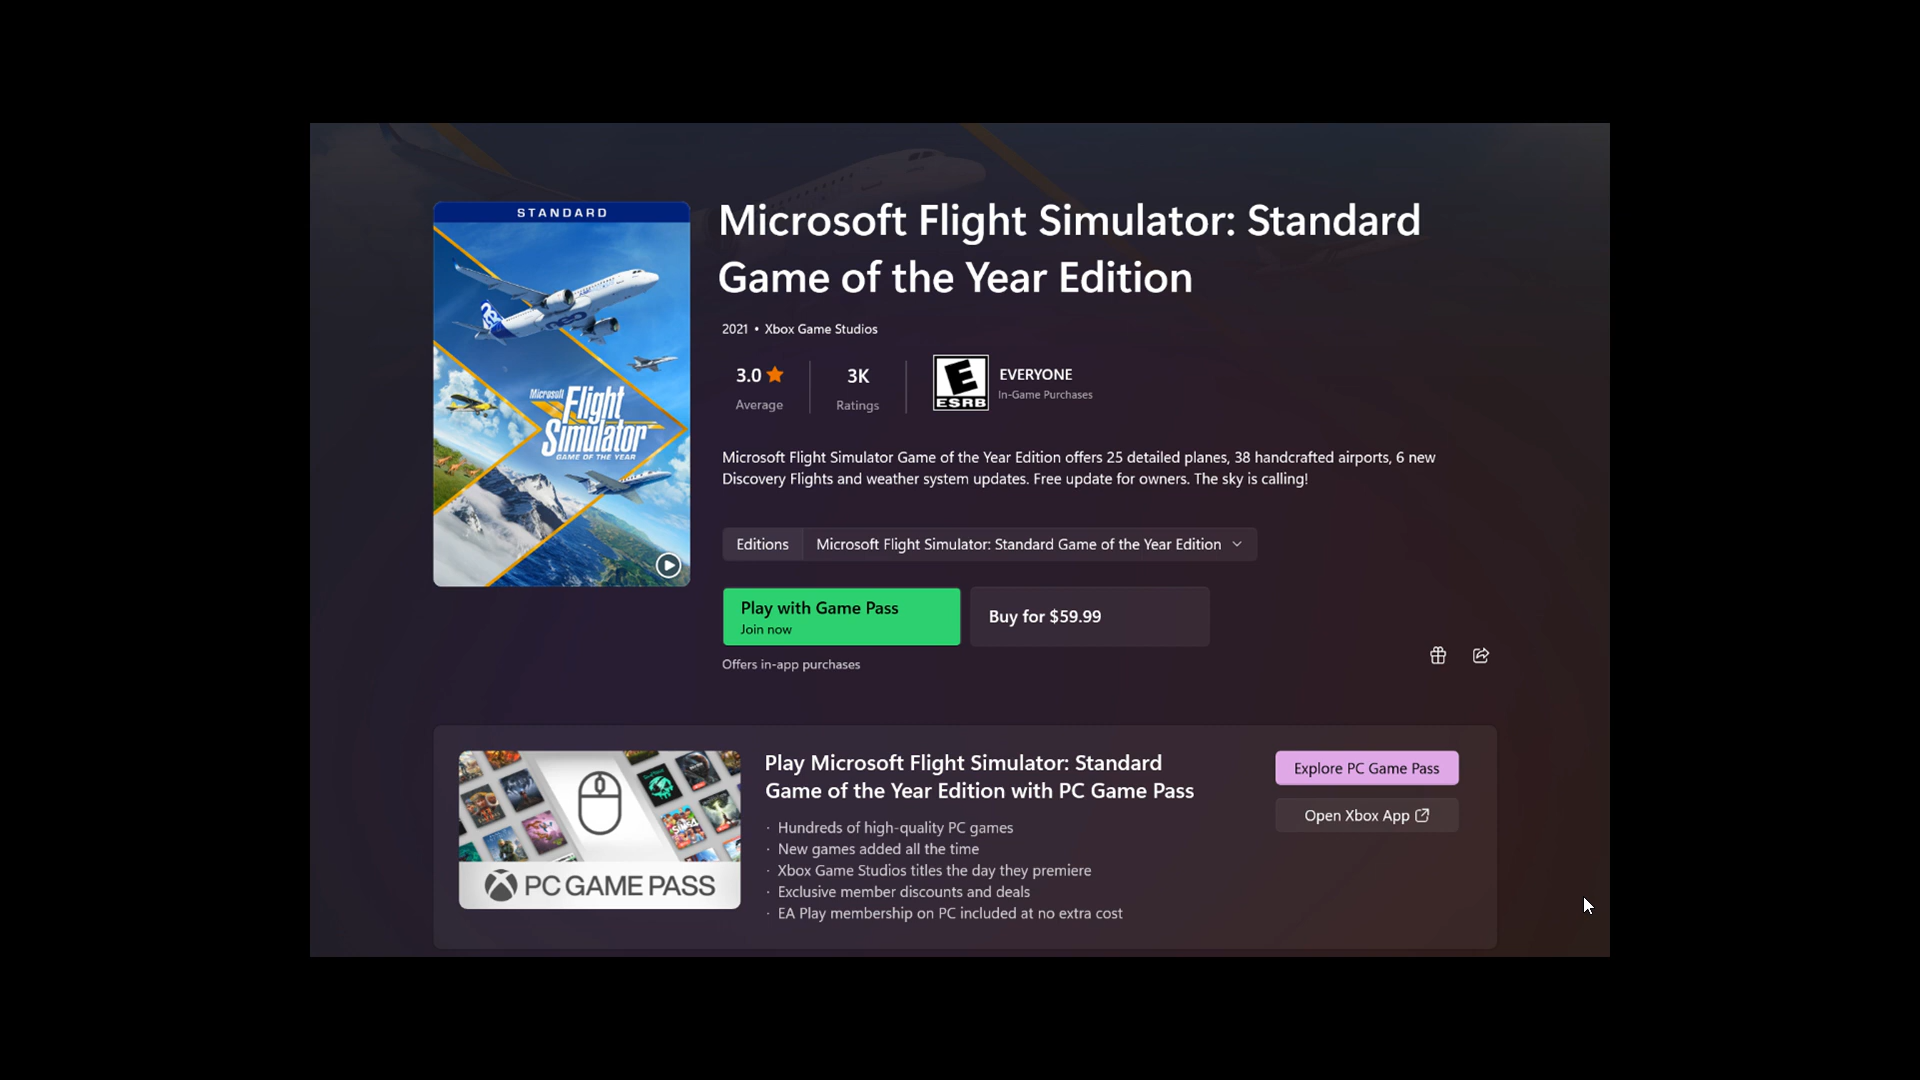 STANDARD
Microsoft
Flight
Simulator
GAME OF THE YEAR
Microsoft Flight Simulator: Standard
Game of the Year Edition
2021 • Xbox Game Studios
3.0
Average
3K
Ratings
E
ESRB
EVERYONE
In-Game Purchases
Microsoft Flight Simulator Game of the Year Edition offers 25 detailed planes, 38 handcrafted airports, 6 new
Discovery Flights and weather system updates. Free update for owners. The sky is calling!
Editions
Microsoft Flight Simulator: Standard Game of the Year Edition
Play with Game Pass
Join now
Buy for $59.99
Offers in-app purchases
PC GAME PASS
Play Microsoft Flight Simulator: Standard
Game of the Year Edition with PC Game Pass
· Hundreds of high-quality PC games
· New games added all the time
· Xbox Game Studios titles the day they premiere
· Exclusive member discounts and deals
· EA Play membership on PC included at no extra cost
Explore PC Game Pass
Open Xbox App